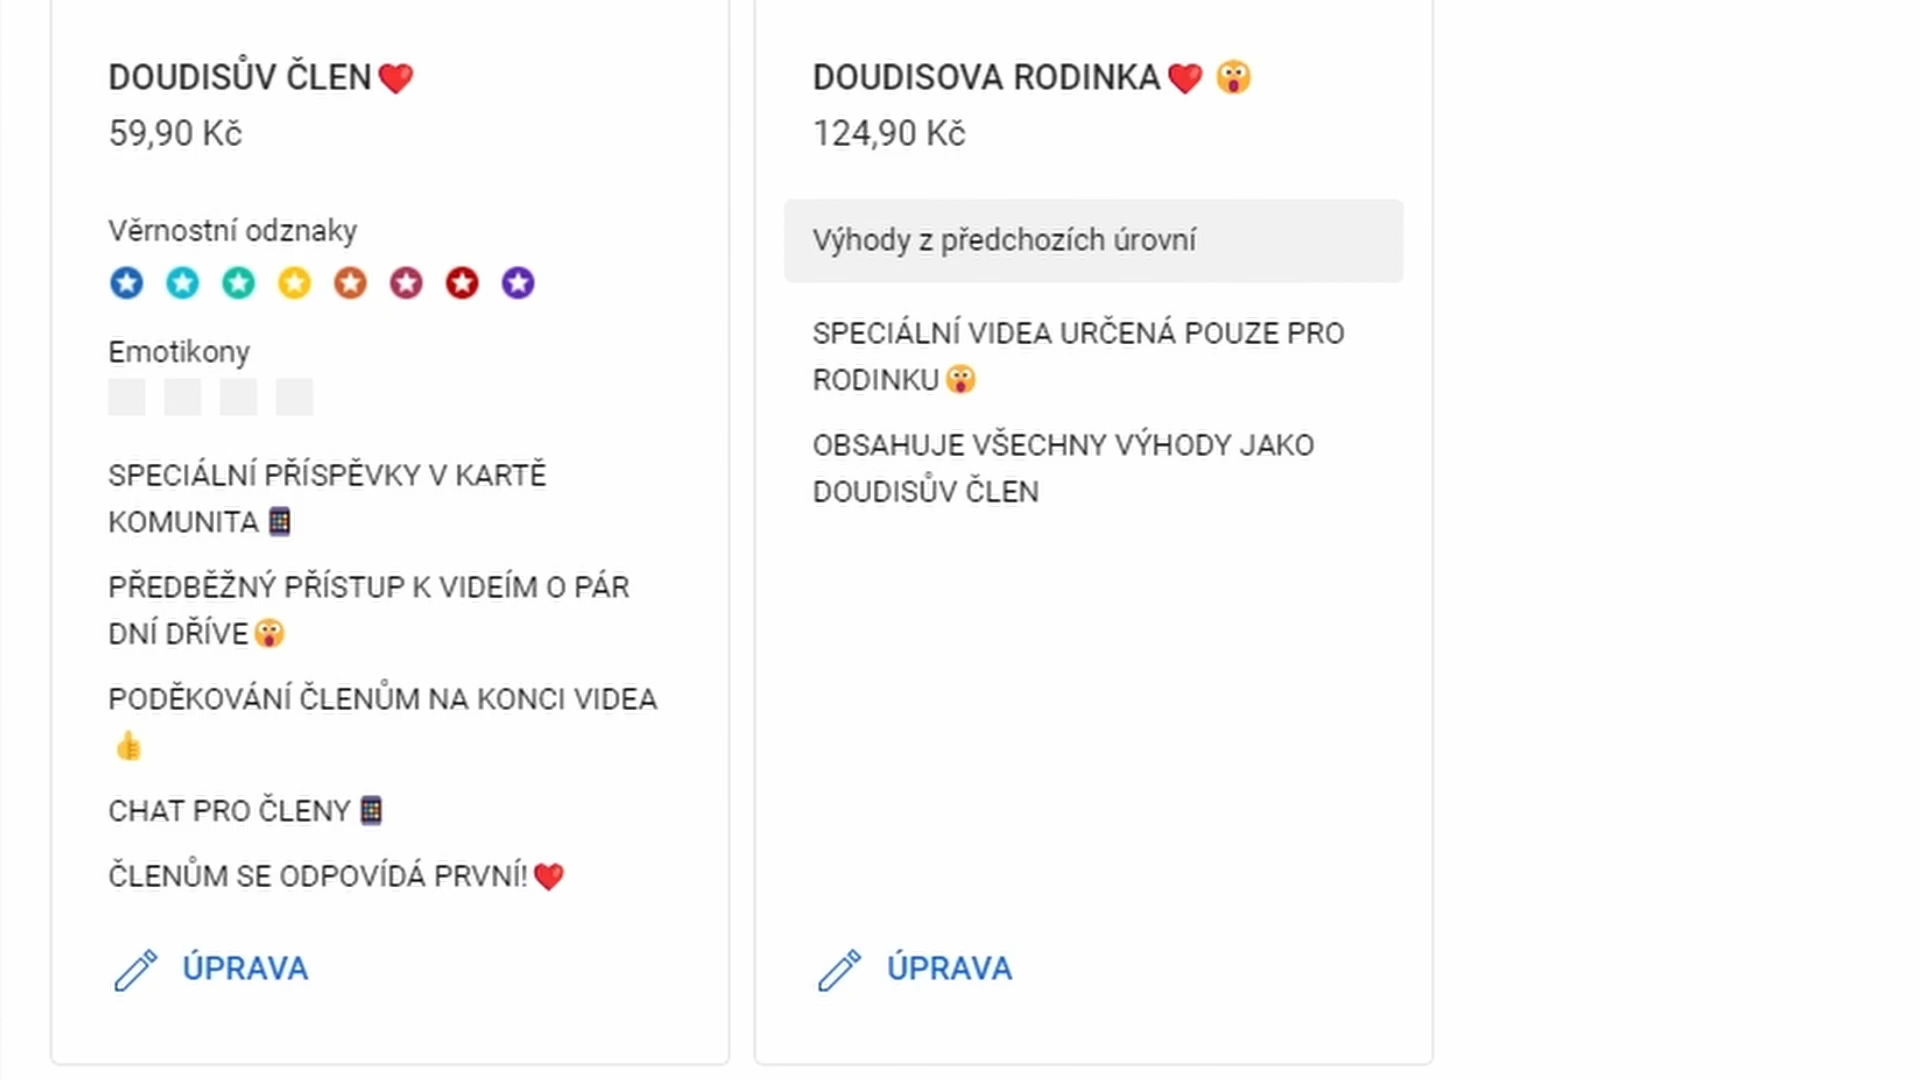 DOUDISŮV ČLEN❤️
59,90 Kč
Věrnostní odznaky
Emotikony
SPECIÁLNÍ PŘÍSPĚVKY V KARTĚ
KOMUNITA📱
PŘEDBĚŽNÝ PŘÍSTUP K VIDEÍM O PÁR
DNÍ DŘÍVE😲
PODĚKOVÁNÍ ČLENŮM NA KONCI VIDEA
👍
CHAT PRO ČLENY📱
ČLENŮM SE ODPOVÍDÁ PRVNÍ!❤️
ÚPRAVA
DOUDISOVA RODINKA❤️😲
124,90 Kč
Výhody z předchozích úrovní
SPECIÁLNÍ VIDEA URČENÁ POUZE PRO
RODINKU😲
OBSAHUJE VŠECHNY VÝHODY JAKO
DOUDISŮV ČLEN
ÚPRAVA